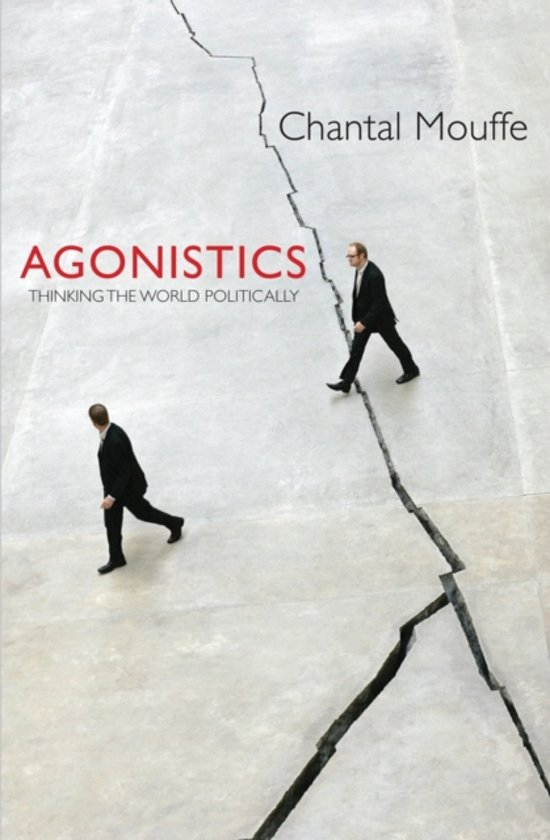 Chantal Mouffe
AGONISTICS
THINKING THE WORLD POLITICALLY